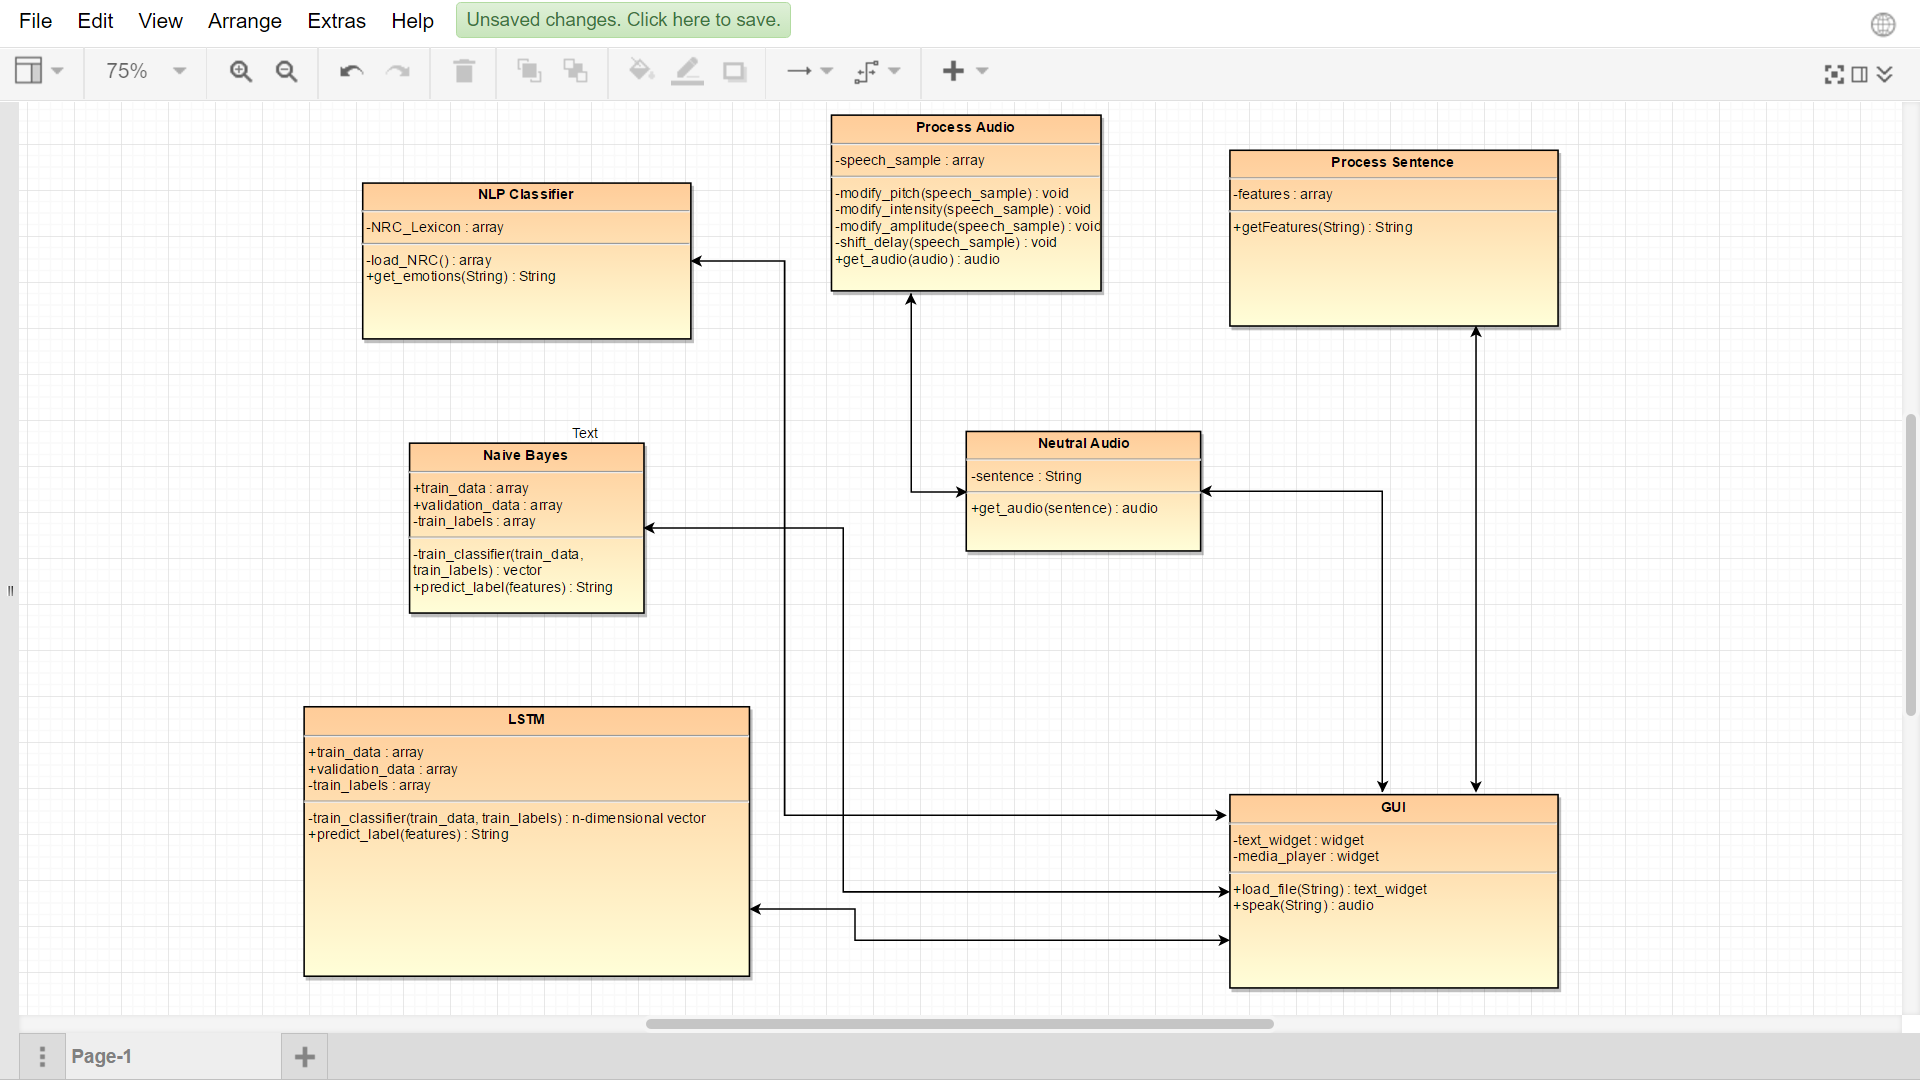 File Edit View Arrange Extras Help Unsaved changes. Click here to save.
75%
Process Audio
-speech_sample : array
-modify_pitch(speech_sample) : void
-modify_intensity(speech_sample) : void
-modify_amplitude(speech_sample) : void
-shift_delay(speech_sample) : void
+get_audio(audio) : audio
Process Sentence
-features : array
+getFeatures(String) : String
NLP Classifier
-NRC_Lexicon : array
-load_NRC() : array
+get_emotions(String) : String
Text
Naive Bayes
+train_data : array
+validation_data : array
-train_labels : array
-train_classifier(train_data,
train_labels) : vector
+predict_label(features) : String
Neutral Audio
-sentence : String
+get_audio(sentence) : audio
LSTM
+train_data : array
+validation_data : array
-train_labels : array
-train_classifier(train_data, train_labels) : n-dimensional vector
+predict_label(features) : String
GUI
-text_widget : widget
-media_player : widget
+load_file(String) : text_widget
+speak(String) : audio
Page-1